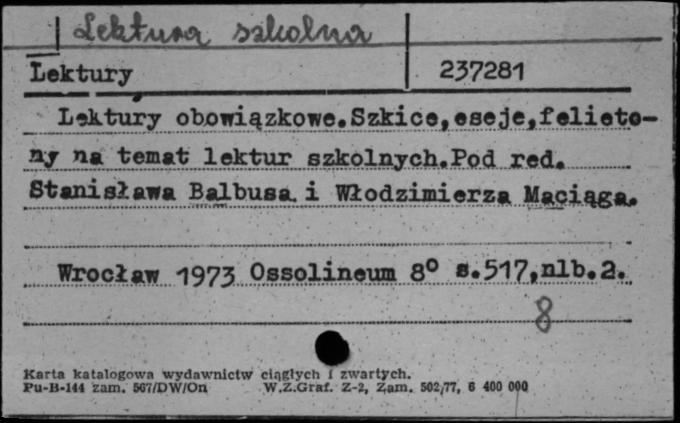 Lektura szkolna
Lektury 237281
Lektury obowiązkowe.Szkice,eseje,felieto-
ny na temat lektur szkolnych.Pod red.
Stanisława Balbusa i Włodzimierza Maciąga.
Wrocław 1973 Ossolineum 8° s.517,nlb.2.
8
Karta katalogowa wydawnictw ciągłych i zwartych.
Pu-B-144 zam. 567/DW/On W.Z.Graf. Z-2, Zam. 502/77, 6 400 000